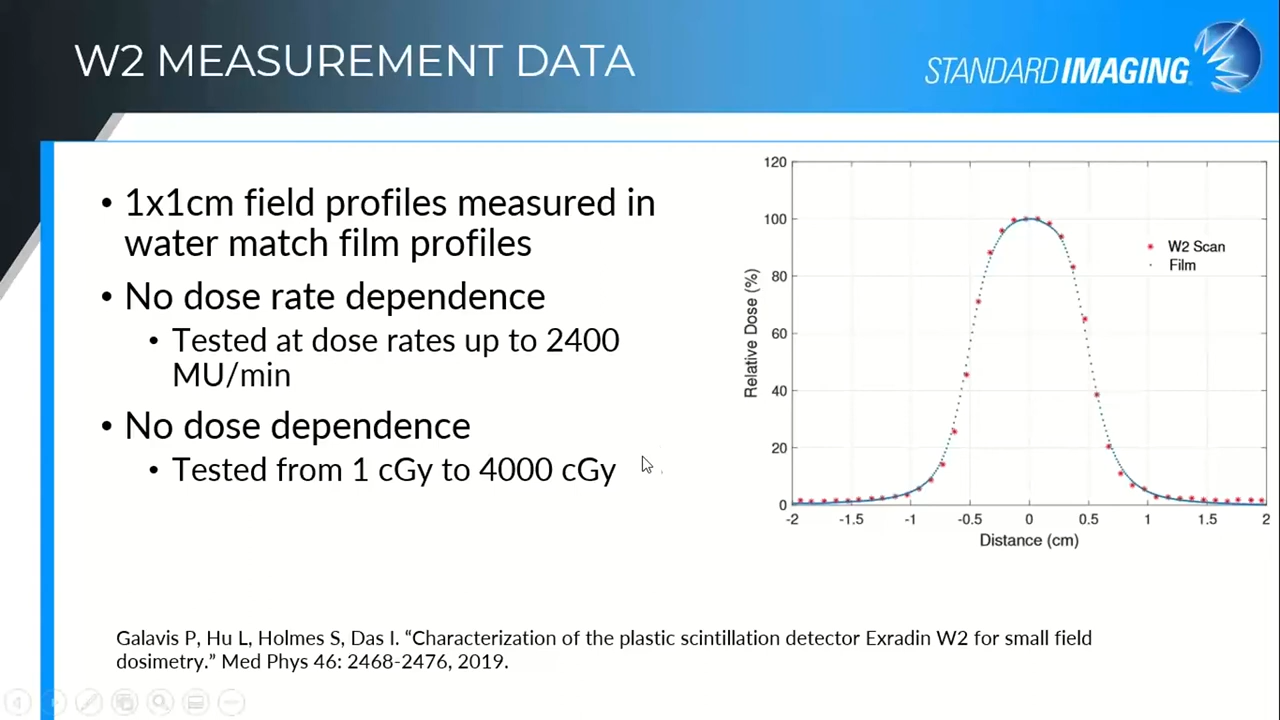 W2 MEASUREMENT DATA
STANDARD IMAGING
• 1x1cm field profiles measured in
water match film profiles
• No dose rate dependence
• Tested at dose rates up to 2400
MU/min
• No dose dependence
• Tested from 1 cGy to 4000 cGy
120
100
80
60
40
20
0
Relative Dose (%)
W2 Scan
Film
-2 -1.5 -1 -0.5 0 0.5 1 1.5 2
Distance (cm)
Galavis P, Hu L, Holmes S, Das I. “Characterization of the plastic scintillation detector Exradin W2 for small field
dosimetry.” Med Phys 46: 2468-2476, 2019.